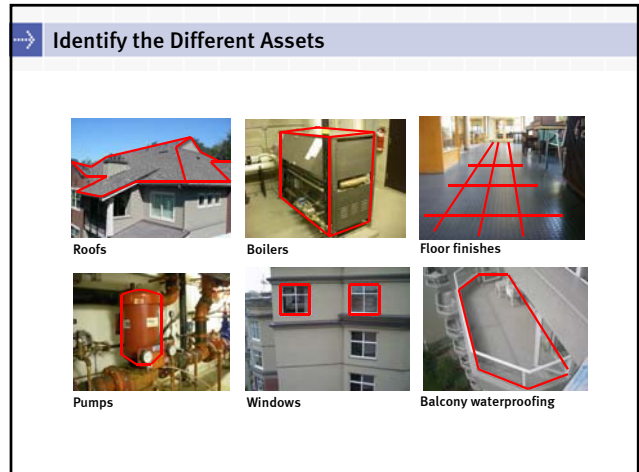 Identify the Different Assets
Roofs
Boilers
Floor finishes
Pumps
Windows
Balcony waterproofing